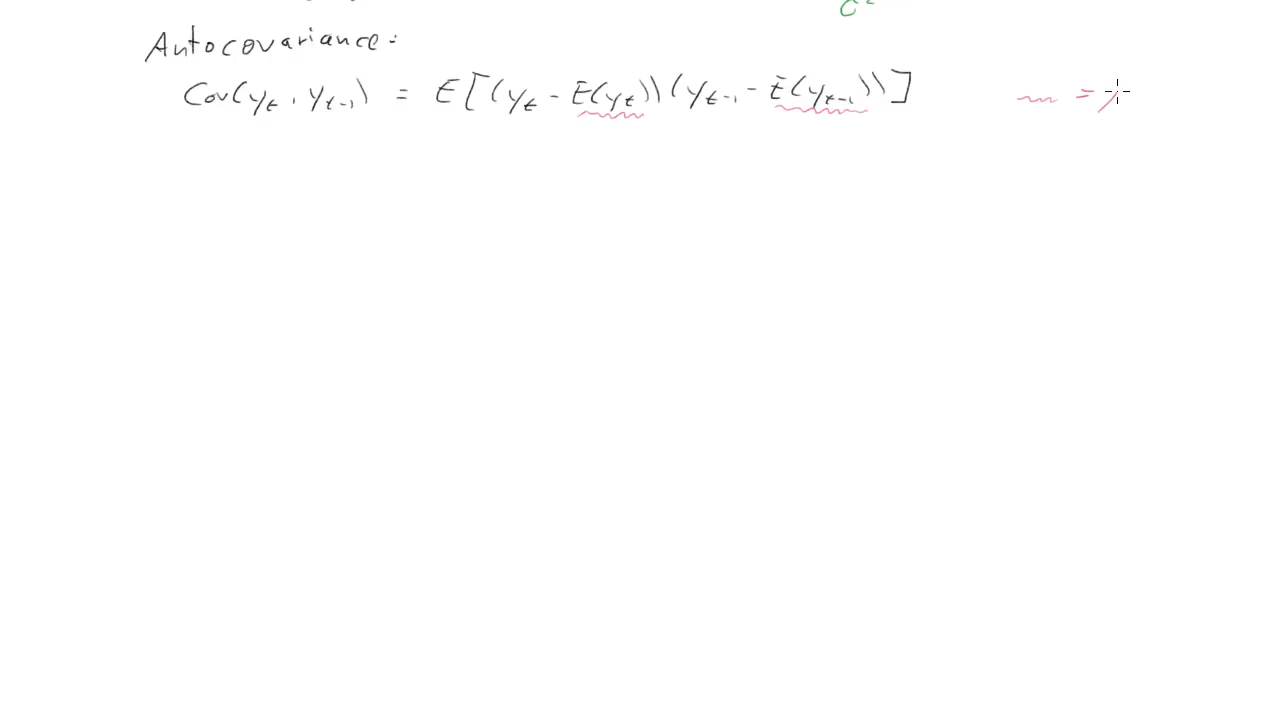 Autocovariance:
Cov(y_t, y_{t-1}) = E[(y_t - E(y_t))(y_{t-1} - E(y_{t-1}))] =